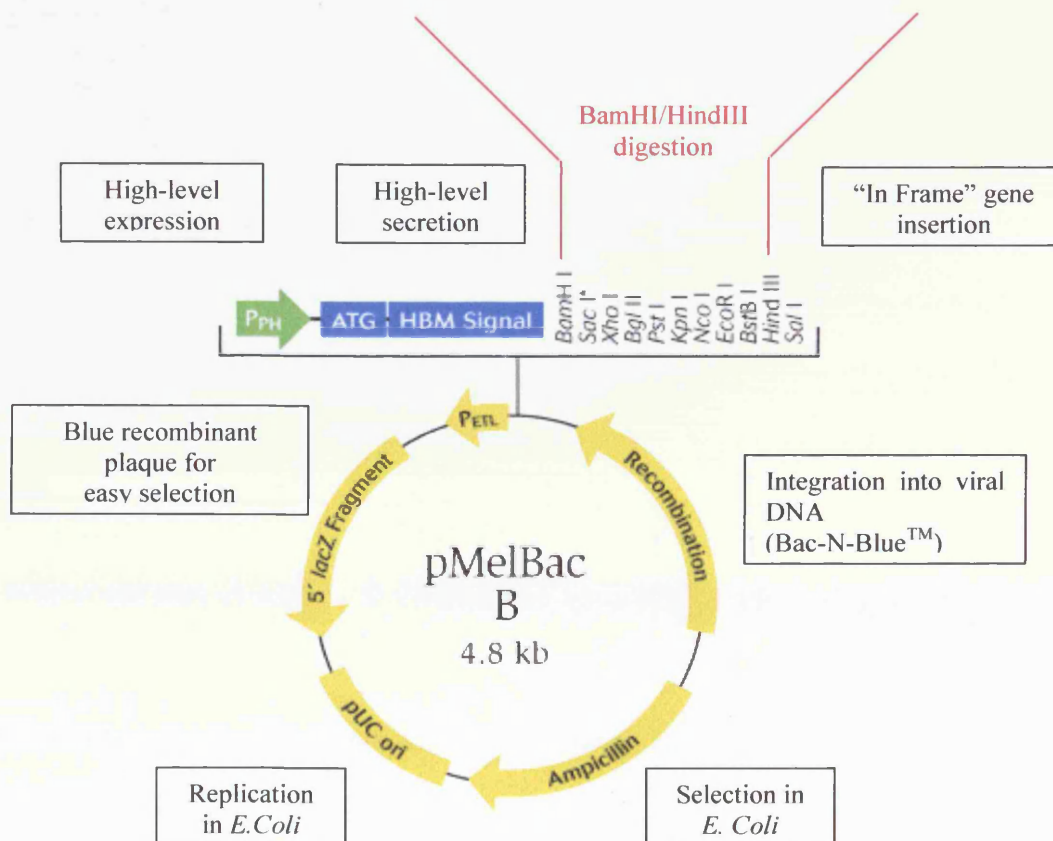 BamHI/HindIII
digestion
High-level
expression
High-level
secretion
“In Frame” gene
insertion
PPH
ATG
HBM Signal
BamH I
Sac I*
Xho I
Bgl II
Pst I
Kpn I
Nco I
EcoR I
BstB I
Hind III
Sal I
Blue recombinant
plaque for
easy selection
PETL
Recombination
5´ lacZ Fragment
Integration into viral
DNA
(Bac-N-Blue™)
pMelBac
B
4.8 kb
pUC ori
Ampicillin
Replication
in E.Coli
Selection in
E. Coli